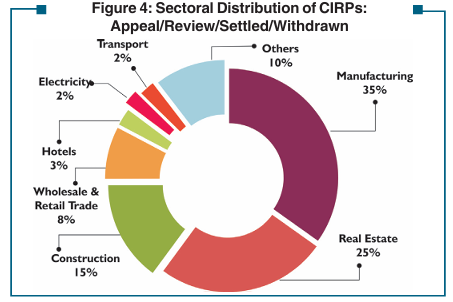 Figure 4: Sectoral Distribution of CIRPs:
Appeal/Review/Settled/Withdrawn
Transport
2%
Others
10%
Electricity
2%
Manufacturing
35%
Hotels
3%
Wholesale &
Retail Trade
8%
Real Estate
25%
Construction
15%